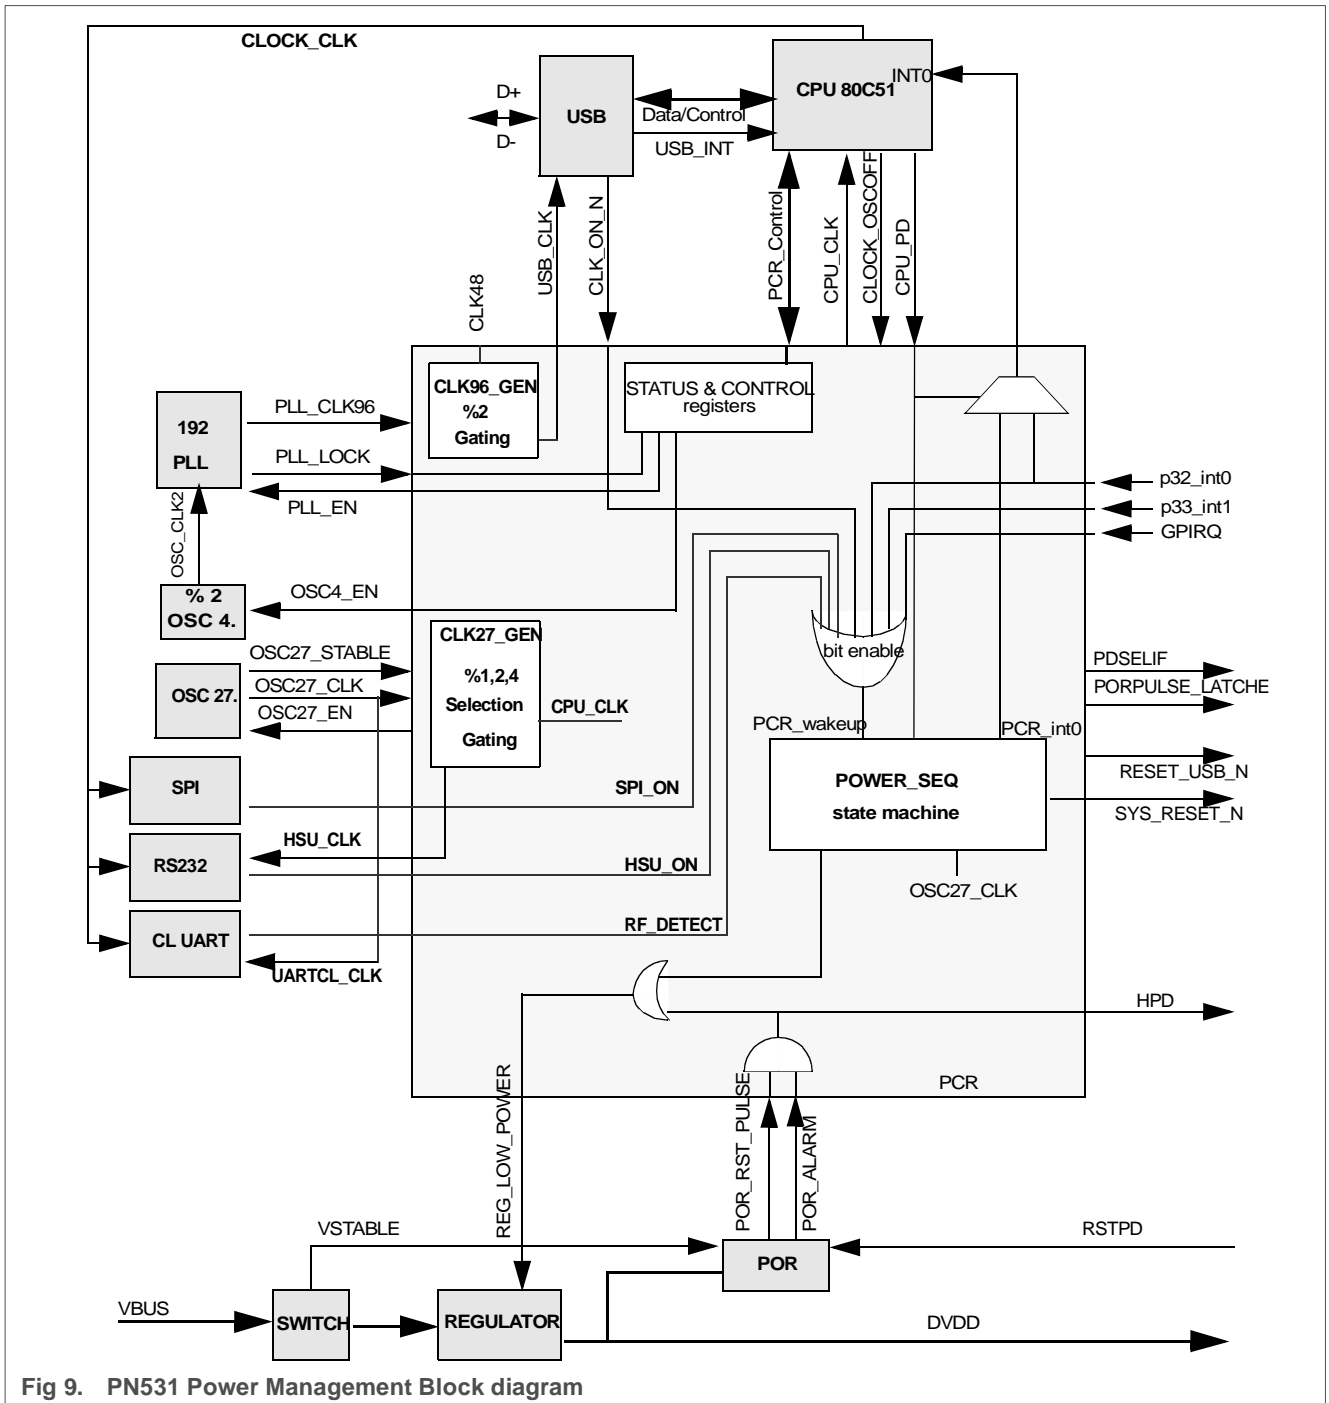 CLOCK_CLK
INT0
CPU 80C51
D+
USB
Data/Control
D-
USB_INT
CLK48
USB_CLK
CLK_ON_N
PCR_Control
CPU_CLK
CLOCK_OSCOFF
CPU_PD
CLK96_GEN
%2
Gating
STATUS & CONTROL
registers
192
PLL
PLL_CLK96
PLL_LOCK
PLL_EN
p32_int0
p33_int1
GPIRQ
OSC_CLK2
% 2
OSC 4.
OSC4_EN
CLK27_GEN
%1,2,4
Selection
Gating
CPU_CLK
OSC27_STABLE
OSC 27.
OSC27_CLK
OSC27_EN
bit enable
PDSELIF
PORPULSE_LATCHE
PCR_wakeup
PCR_int0
POWER_SEQ
state machine
RESET_USB_N
SYS_RESET_N
SPI
SPI_ON
HSU_CLK
RS232
HSU_ON
OSC27_CLK
CL UART
RF_DETECT
UARTCL_CLK
HPD
PCR
REG_LOW_POWER
POR_RST_PULSE
POR_ALARM
VSTABLE
RSTPD
POR
VBUS
SWITCH
REGULATOR
DVDD
Fig 9. PN531 Power Management Block diagram